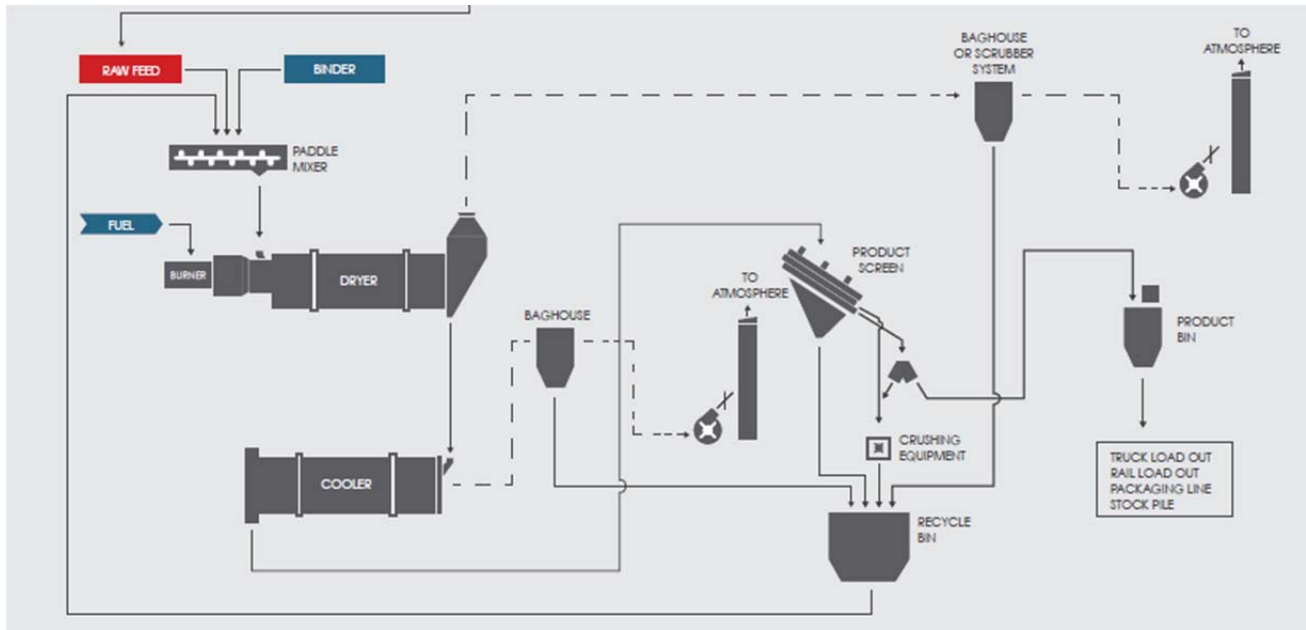 RAW FEED
BINDER
BAGHOUSE
OR SCRUBBER
SYSTEM
TO
ATMOSPHERE
PADDLE
MIXER
FUEL
BURNER
DRYER
PRODUCT
SCREEN
TO
ATMOSPHERE
BAGHOUSE
PRODUCT
BIN
CRUSHING
EQUIPMENT
COOLER
TRUCK LOAD OUT
RAIL LOAD OUT
PACKAGING LINE
STOCK PILE
RECYCLE
BIN